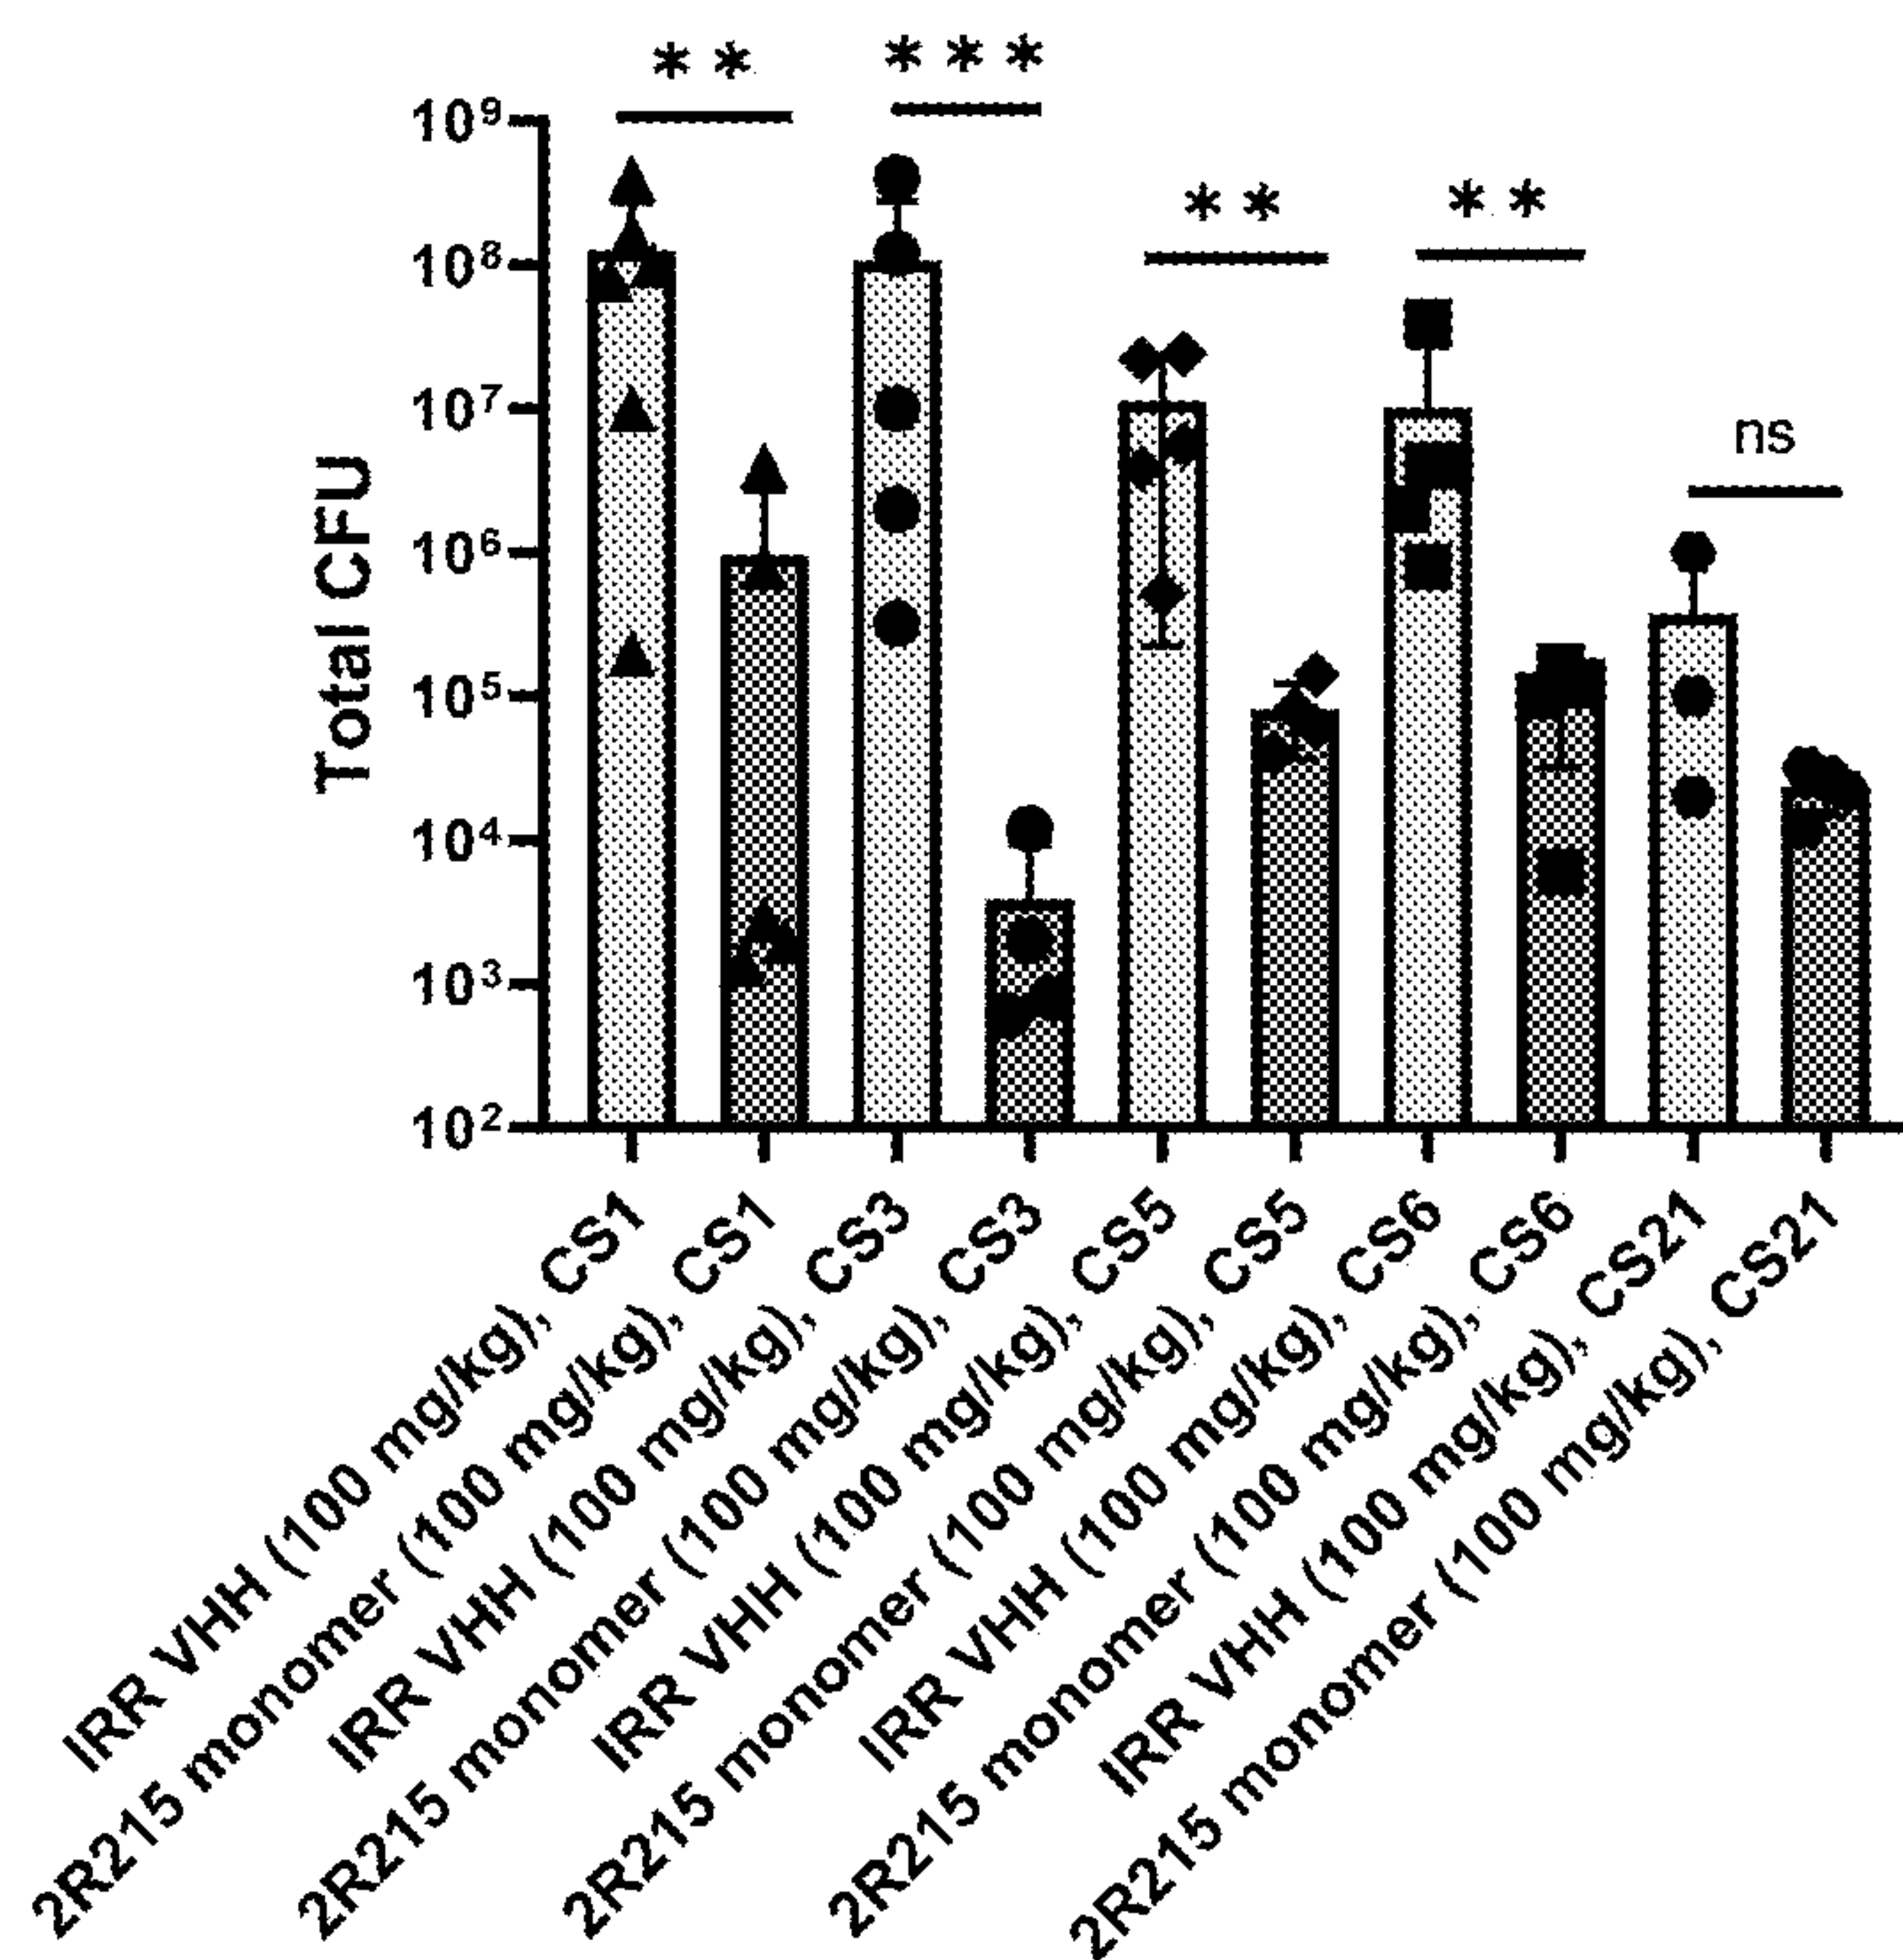 ** ***
10⁹
** **
10⁸
10⁷
ns
Total CFU
10⁶
10⁵
10⁴
10³
10²
IRR VHH (100 mg/kg), CS1
2R215 monomer (100 mg/kg), CS1
IRR VHH (100 mg/kg), CS3
2R215 monomer (100 mg/kg), CS3
IRR VHH (100 mg/kg), CS5
2R215 monomer (100 mg/kg), CS5
IRR VHH (100 mg/kg), CS6
2R215 monomer (100 mg/kg), CS6
IRR VHH (100 mg/kg), CS21
2R215 monomer (100 mg/kg), CS21